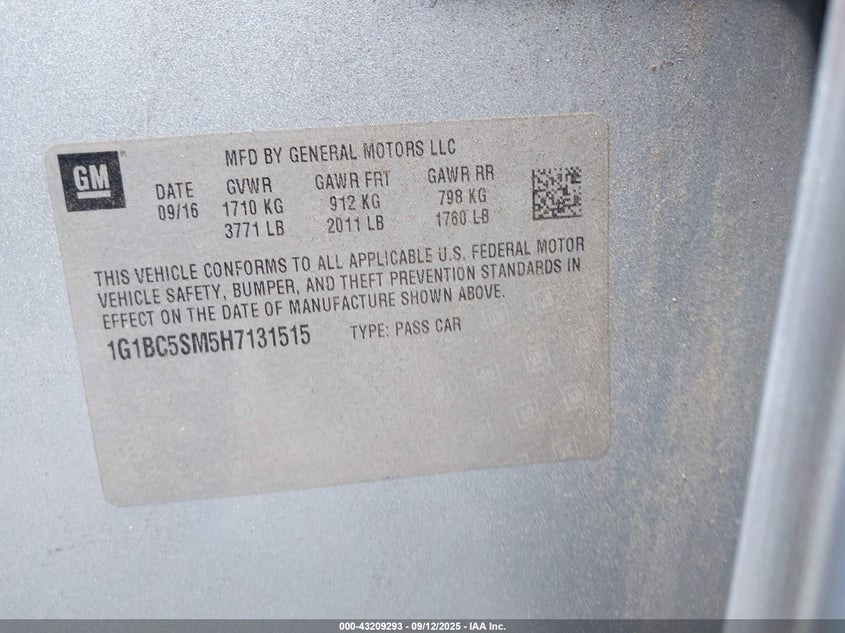 GM
MFD BY GENERAL MOTORS LLC
DATE GVWR GAWR FRT GAWR RR
09/16 1710 KG 912 KG 798 KG
3771 LB 2011 LB 1760 LB
THIS VEHICLE CONFORMS TO ALL APPLICABLE U.S. FEDERAL MOTOR
VEHICLE SAFETY, BUMPER, AND THEFT PREVENTION STANDARDS IN
EFFECT ON THE DATE OF MANUFACTURE SHOWN ABOVE.
1G1BC5SM5H7131515 TYPE: PASS CAR
000-43209293 - 09/12/2025 - IAA Inc.